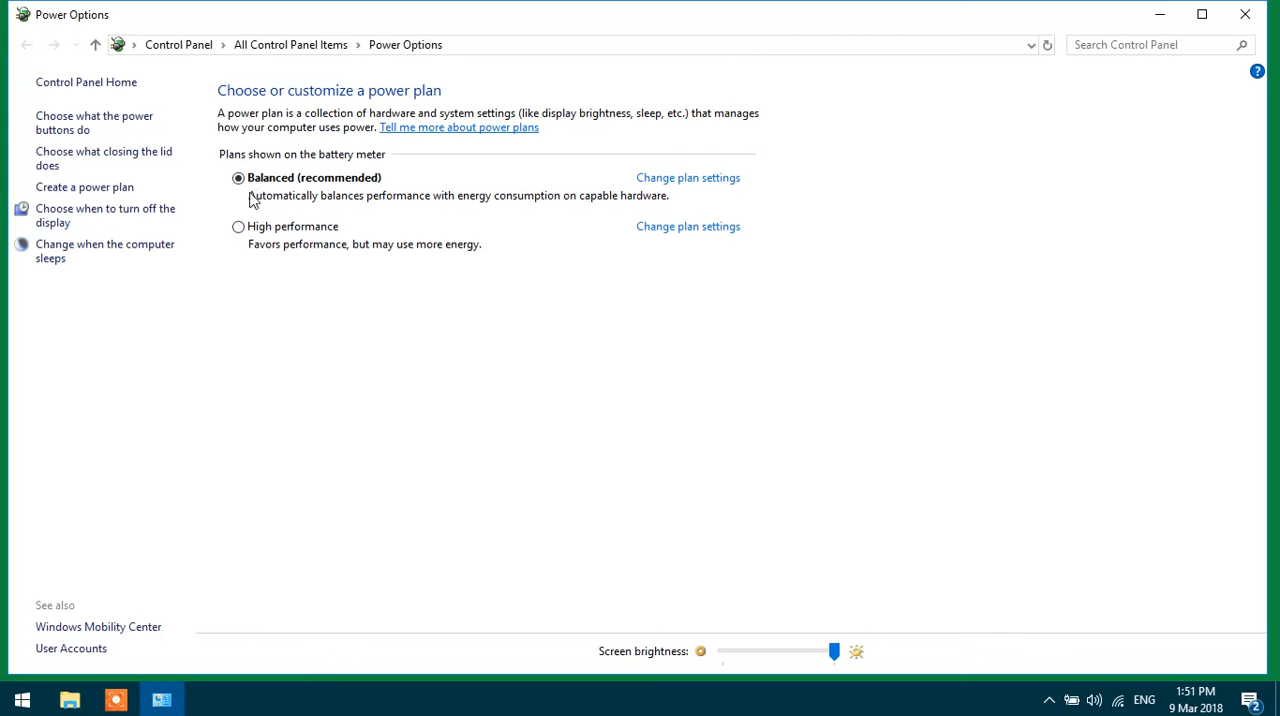 Power Options
Control Panel
All Control Panel Items
Power Options
Search Control Panel
Control Panel Home
Choose what the power
buttons do
Choose what closing the lid
does
Create a power plan
Choose when to turn off the
display
Change when the computer
sleeps
Choose or customize a power plan
A power plan is a collection of hardware and system settings (like display brightness, sleep, etc.) that manages
how your computer uses power. Tell me more about power plans
Plans shown on the battery meter
Balanced (recommended)
Change plan settings
Automatically balances performance with energy consumption on capable hardware.
High performance
Change plan settings
Favors performance, but may use more energy.
See also
Windows Mobility Center
User Accounts
Screen brightness:
ENG
1:51 PM
9 Mar 2018
2